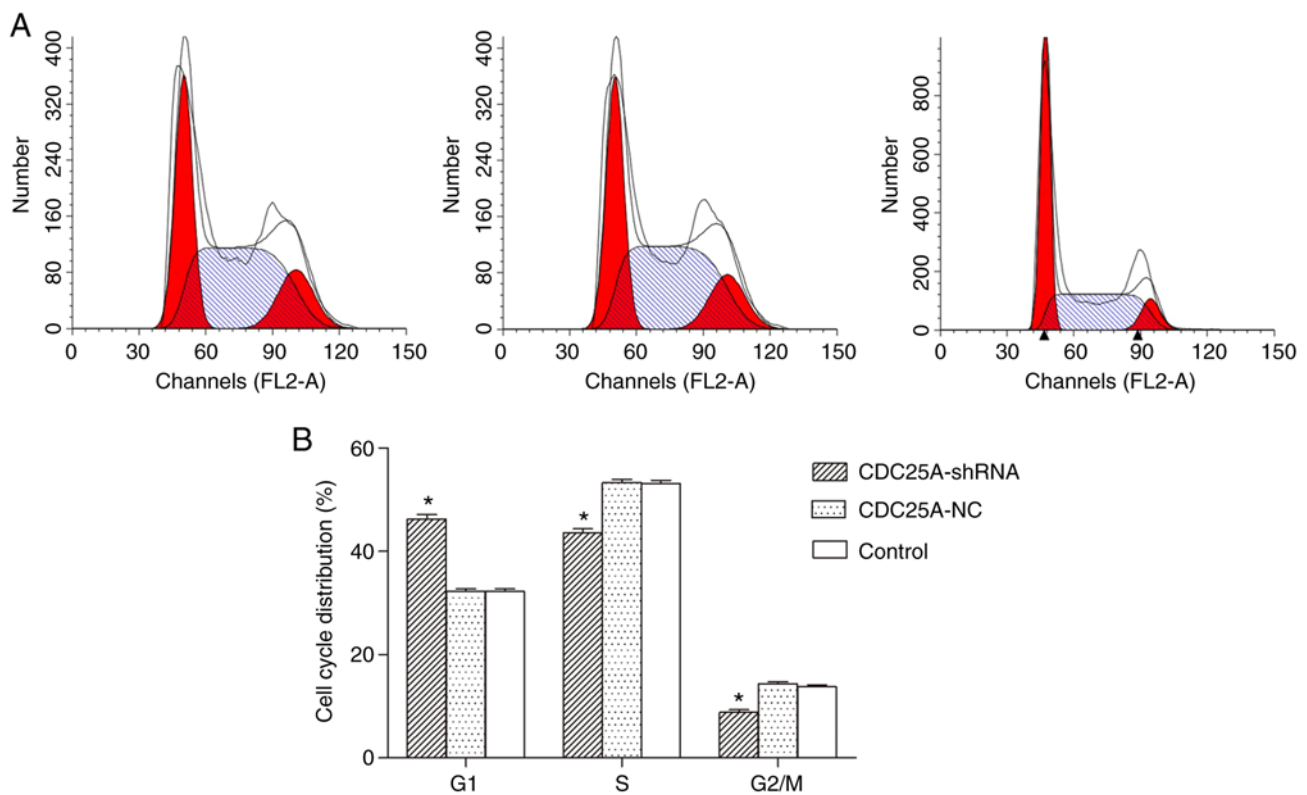 A
400
320
240
160
80
0
Number
0 30 60 90 120 150
Channels (FL2-A)
400
320
240
160
80
0
Number
0 30 60 90 120 150
Channels (FL2-A)
800
600
400
200
0
Number
0 30 60 90 120 150
Channels (FL2-A)
B
60
40
20
0
Cell cycle distribution (%)
*
*
*
G1 S G2/M
CDC25A-shRNA
CDC25A-NC
Control